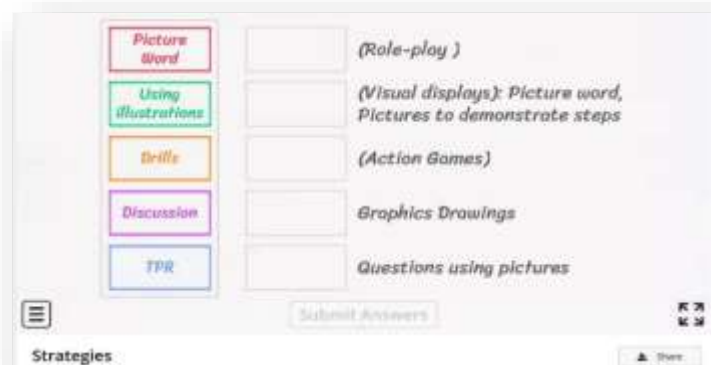 Picture
Word
(Role-play )
Using
illustrations
(Visual displays): Picture word,
Pictures to demonstrate steps
Drills
(Action Games)
Discussion
Graphics Drawings
TPR
Questions using pictures
Submit Answers
Strategies
Share